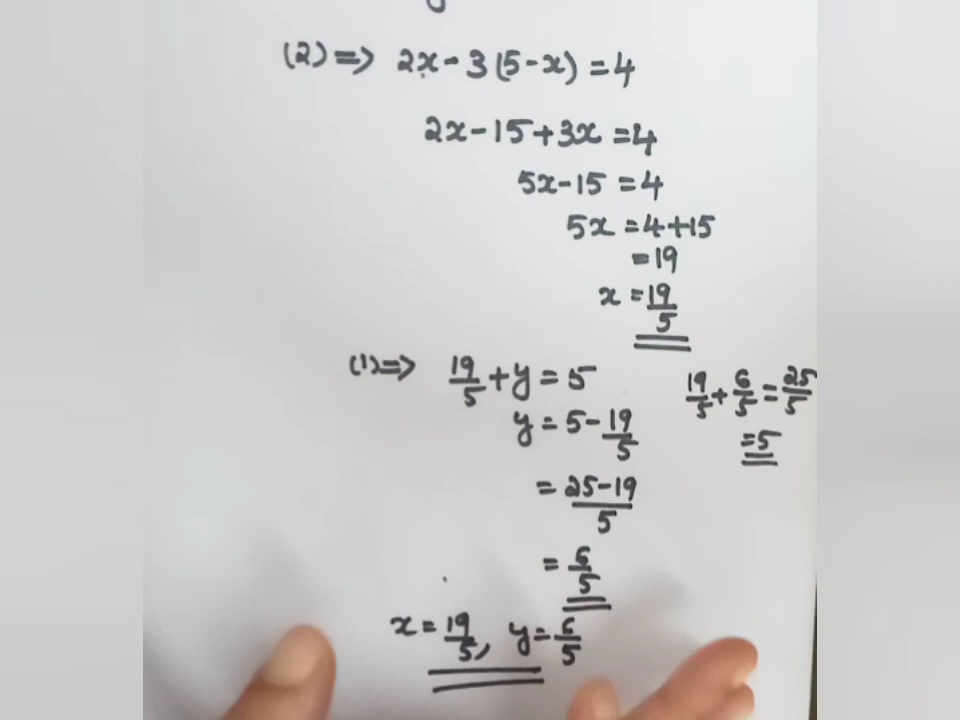 (2) ⇒ 2x - 3(5 - x) = 4
2x - 15 + 3x = 4
5x - 15 = 4
5x = 4 + 15
= 19
x = 19/5
(1) ⇒ 19/5 + y = 5
y = 5 - 19/5
= 25 - 19/5
= 6/5
x = 19/5, y = 6/5
19/5 + 6/5 = 25/5
= 5